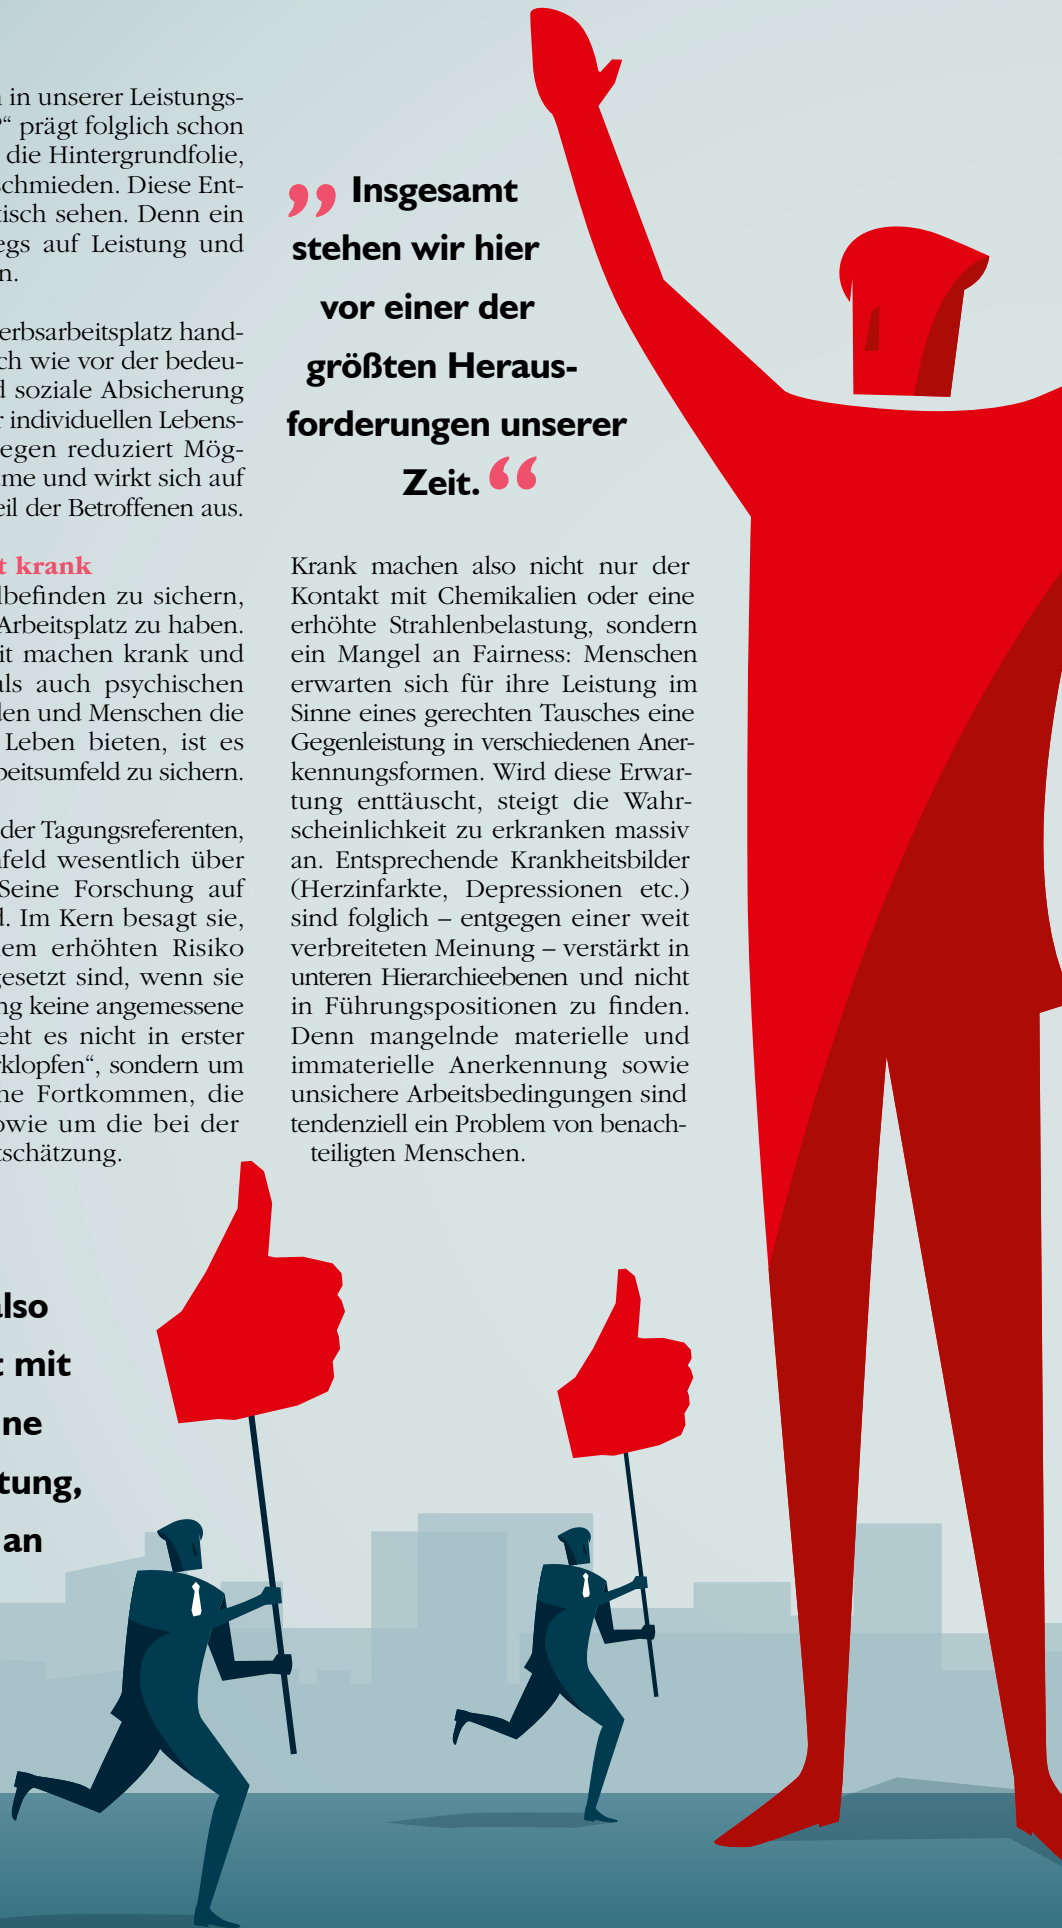 in unserer Leistungs-
“ prägt folglich schon
die Hintergrundfolie,
schmieden. Diese Ent-
tisch sehen. Denn ein
egs auf Leistung und
n.
erbsarbeitsplatz hand-
ch wie vor der bedeu-
d soziale Absicherung
r individuellen Lebens-
egen reduziert Mög-
me und wirkt sich auf
eil der Betroffenen aus.
t krank
lbefinden zu sichern,
Arbeitsplatz zu haben.
it machen krank und
als auch psychischen
den und Menschen die
Leben bieten, ist es
beitsumfeld zu sichern.
der Tagungsreferenten,
nfeld wesentlich über
Seine Forschung auf
d. Im Kern besagt sie,
em erhöhten Risiko
gesetzt sind, wenn sie
ng keine angemessene
eht es nicht in erster
rklopfen“, sondern um
he Fortkommen, die
owie um die bei der
tschätzung.
also
t mit
ne
tung,
an
„ Insgesamt
stehen wir hier
vor einer der
größten Heraus-
forderungen unserer
Zeit. “
Krank machen also nicht nur der
Kontakt mit Chemikalien oder eine
erhöhte Strahlenbelastung, sondern
ein Mangel an Fairness: Menschen
erwarten sich für ihre Leistung im
Sinne eines gerechten Tausches eine
Gegenleistung in verschiedenen Aner-
kennungsformen. Wird diese Erwar-
tung enttäuscht, steigt die Wahr-
scheinlichkeit zu erkranken massiv
an. Entsprechende Krankheitsbilder
(Herzinfarkte, Depressionen etc.)
sind folglich – entgegen einer weit
verbreiteten Meinung – verstärkt in
unteren Hierarchieebenen und nicht
in Führungspositionen zu finden.
Denn mangelnde materielle und
immaterielle Anerkennung sowie
unsichere Arbeitsbedingungen sind
tendenziell ein Problem von benach-
teiligten Menschen.